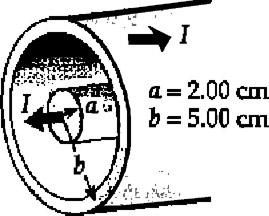 I
I
a
a = 2.00 cm
b = 5.00 cm
b